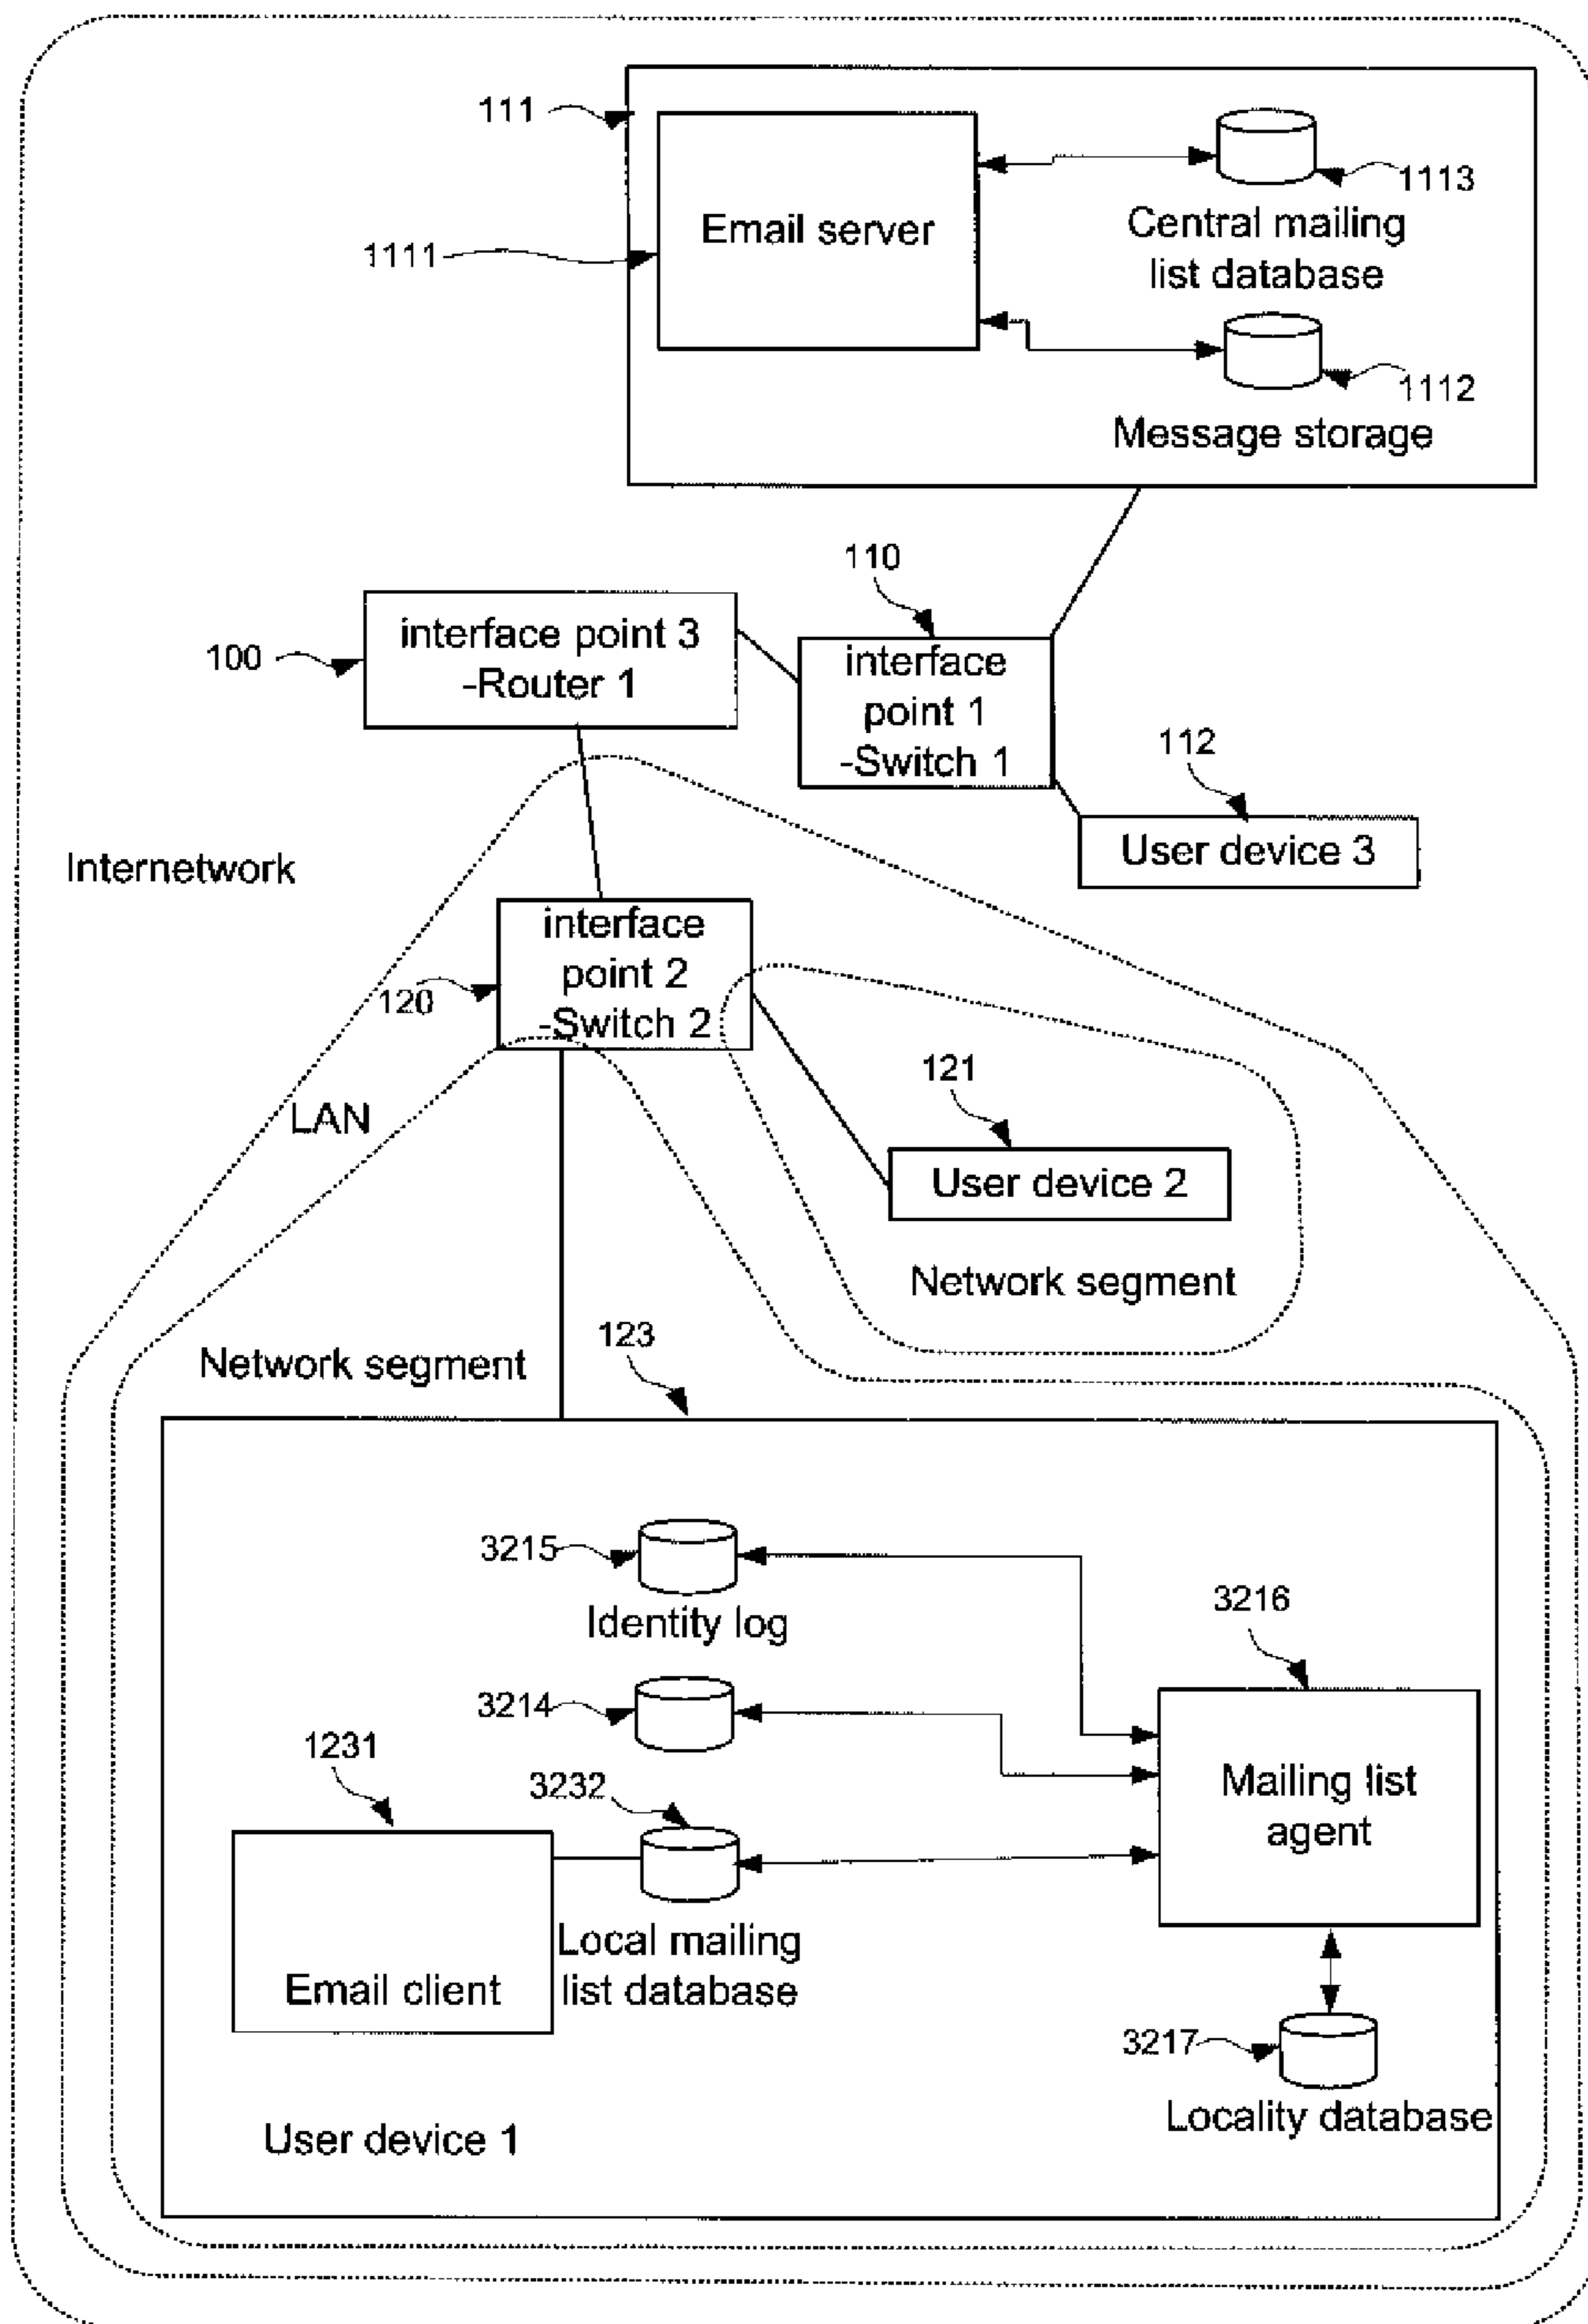 111
1113
Email server
Central mailing
list database
1111
1112
Message storage
110
interface point 3
-Router 1
100
interface
point 1
-Switch 1
112
User device 3
Internetwork
interface
point 2
-Switch 2
120
121
LAN
User device 2
Network segment
123
Network segment
3215
Identity log
3216
3214
1231
3232
Mailing list
agent
Email client
Local mailing
list database
3217
Locality database
User device 1